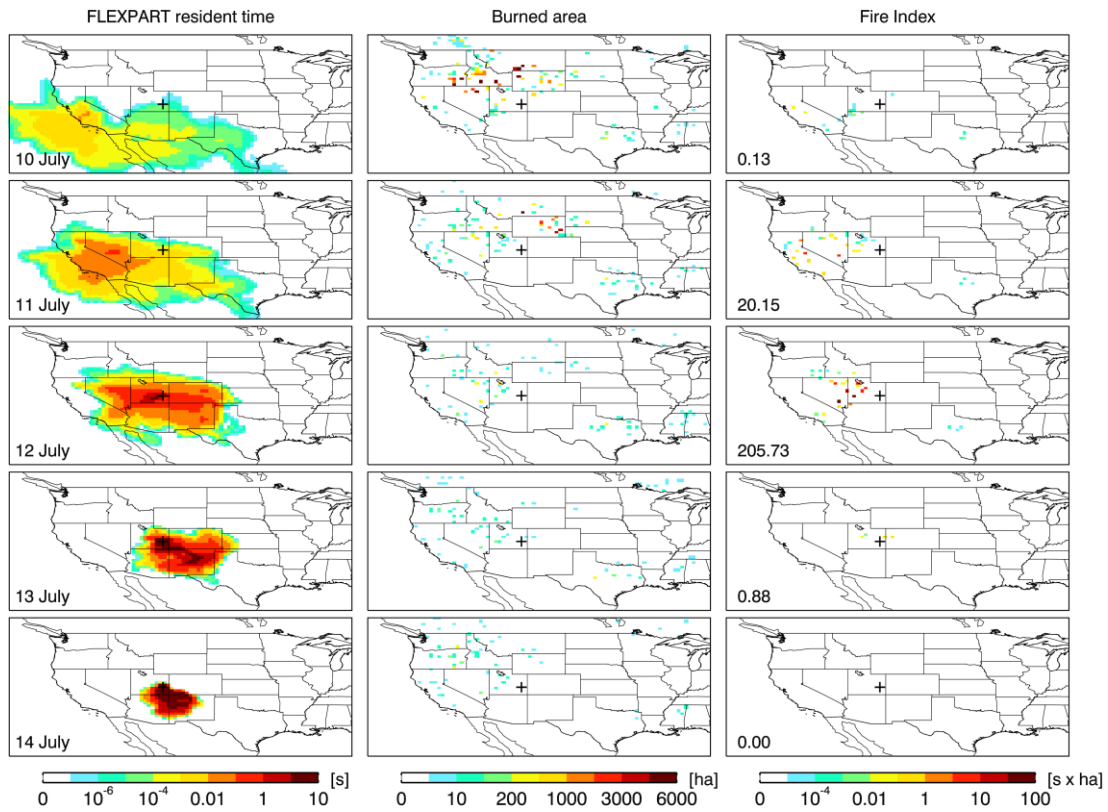 FLEXPART resident time
Burned area
Fire Index
10 July
0.13
11 July
20.15
12 July
205.73
13 July
0.88
14 July
0.00
0 10⁻⁶ 10⁻⁴ 0.01 1 10 [s]
0 10 200 1000 3000 6000 [ha]
0 10⁻⁴ 0.01 1 10 100 [s x ha]